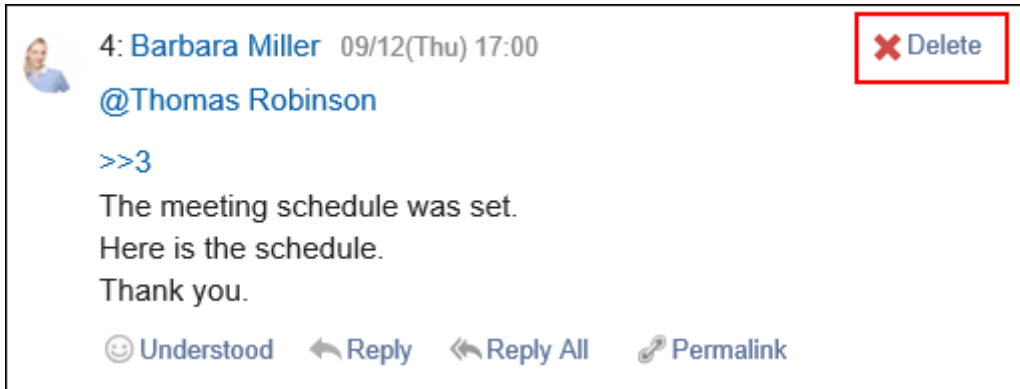 4: Barbara Miller 09/12(Thu) 17:00 Delete
@Thomas Robinson
>>3
The meeting schedule was set.
Here is the schedule.
Thank you.
Understood Reply Reply All Permalink